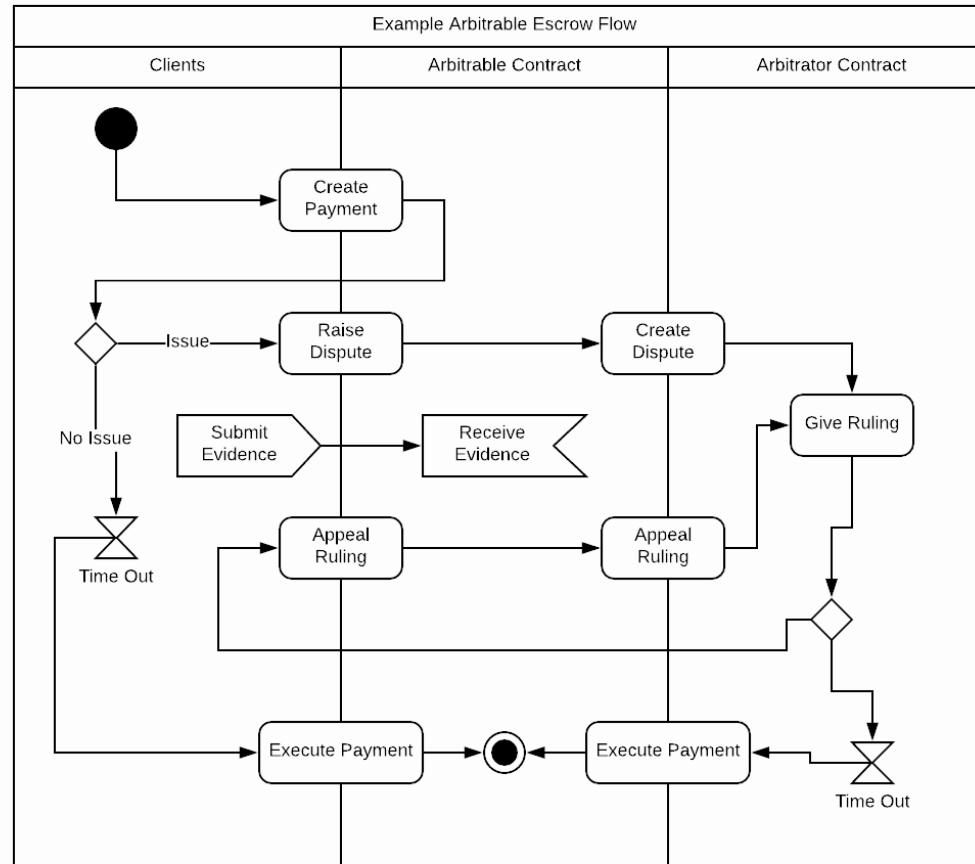 Example Arbitrable Escrow Flow
Clients
Arbitrable Contract
Arbitrator Contract
Create
Payment
Issue
Raise
Dispute
Create
Dispute
Give Ruling
No Issue
Submit
Evidence
Receive
Evidence
Time Out
Appeal
Ruling
Appeal
Ruling
Execute Payment
Execute Payment
Time Out